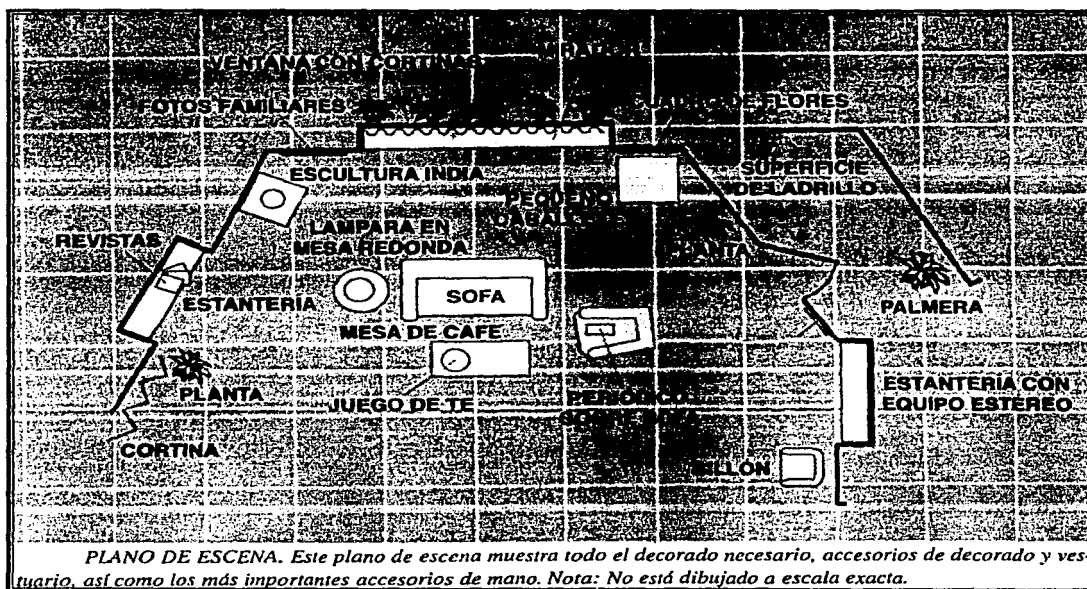 VENTANA CON CORTINAS
FOTOS FAMILIARES
DE FLORES
ESCULTURA INDIA
SUPERFICIE
DE LADRILLO
PEQUEÑO
REVISTAS
LAMPARA EN
MESA REDONDA
PLANTA
ESTANTERIA
SOFA
PALMERA
MESA DE CAFE
PLANTA
JUEGO DE TE
PERIODICO
ESTANTERIA CON
EQUIPO ESTEREO
CORTINA
SILLON
PLANO DE ESCENA. Este plano de escena muestra todo el decorado necesario, accesorios de decorado y ves-
tuario, así como los más importantes accesorios de mano. Nota: No está dibujado a escala exacta.